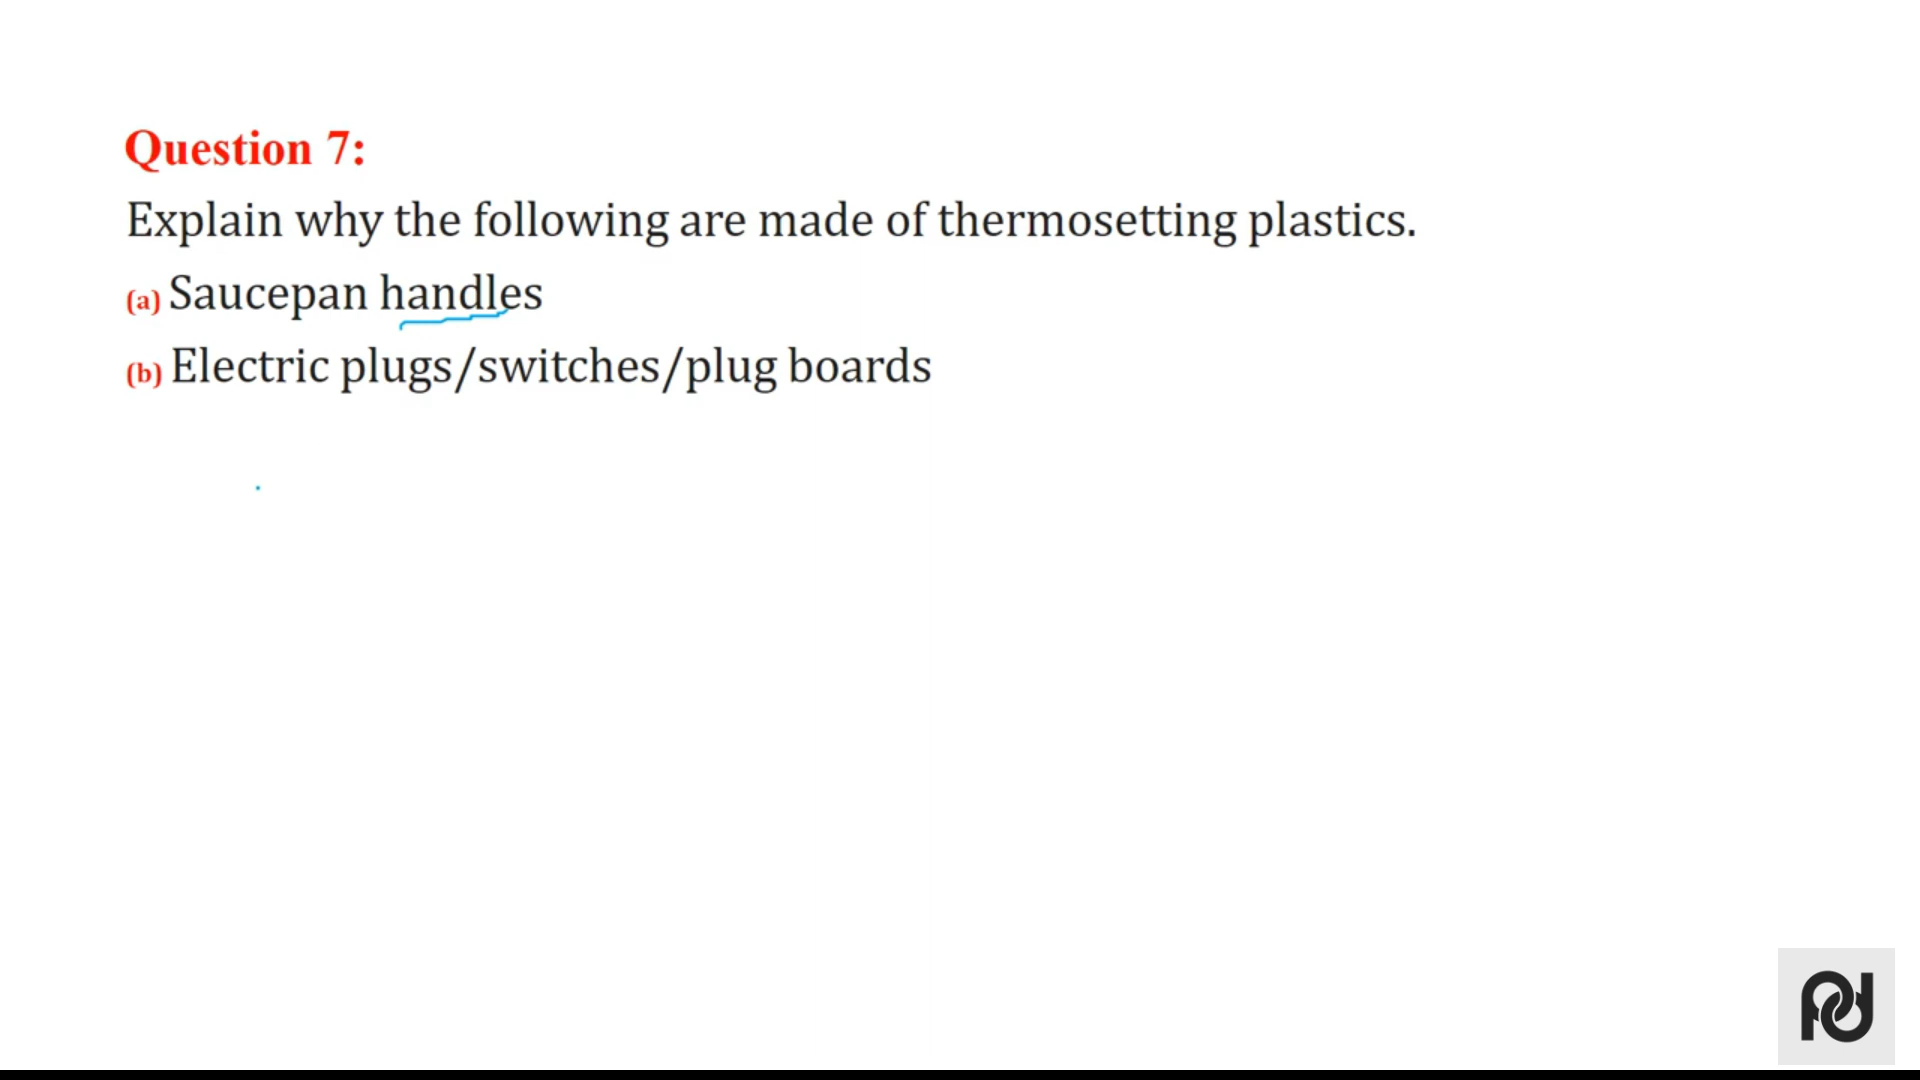 Question 7:
Explain why the following are made of thermosetting plastics.
(a) Saucepan handles
(b) Electric plugs/switches/plug boards